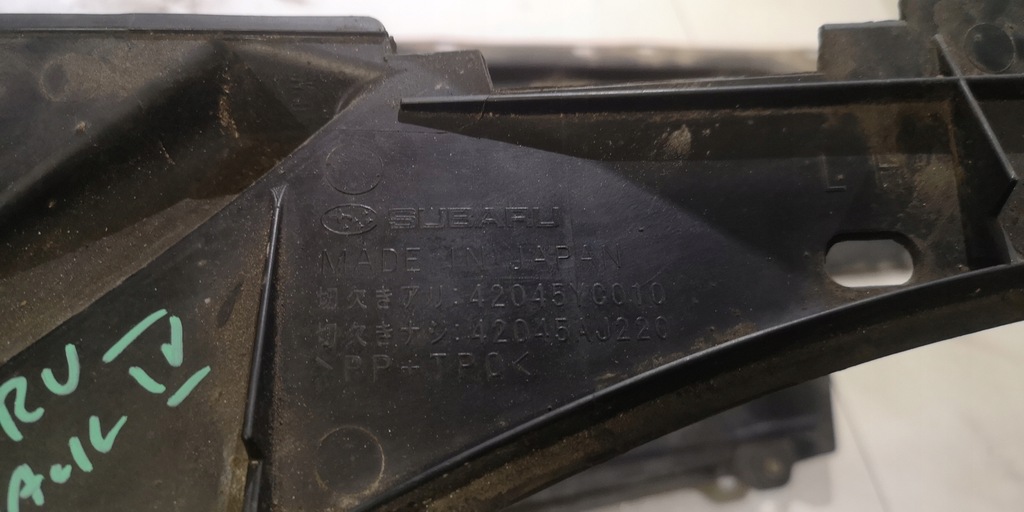 SUBARU
MADE IN JAPAN
切欠きアリ:42045YC010
切欠きナシ:42045AJ220
>PP+TPO<
RU IV
L